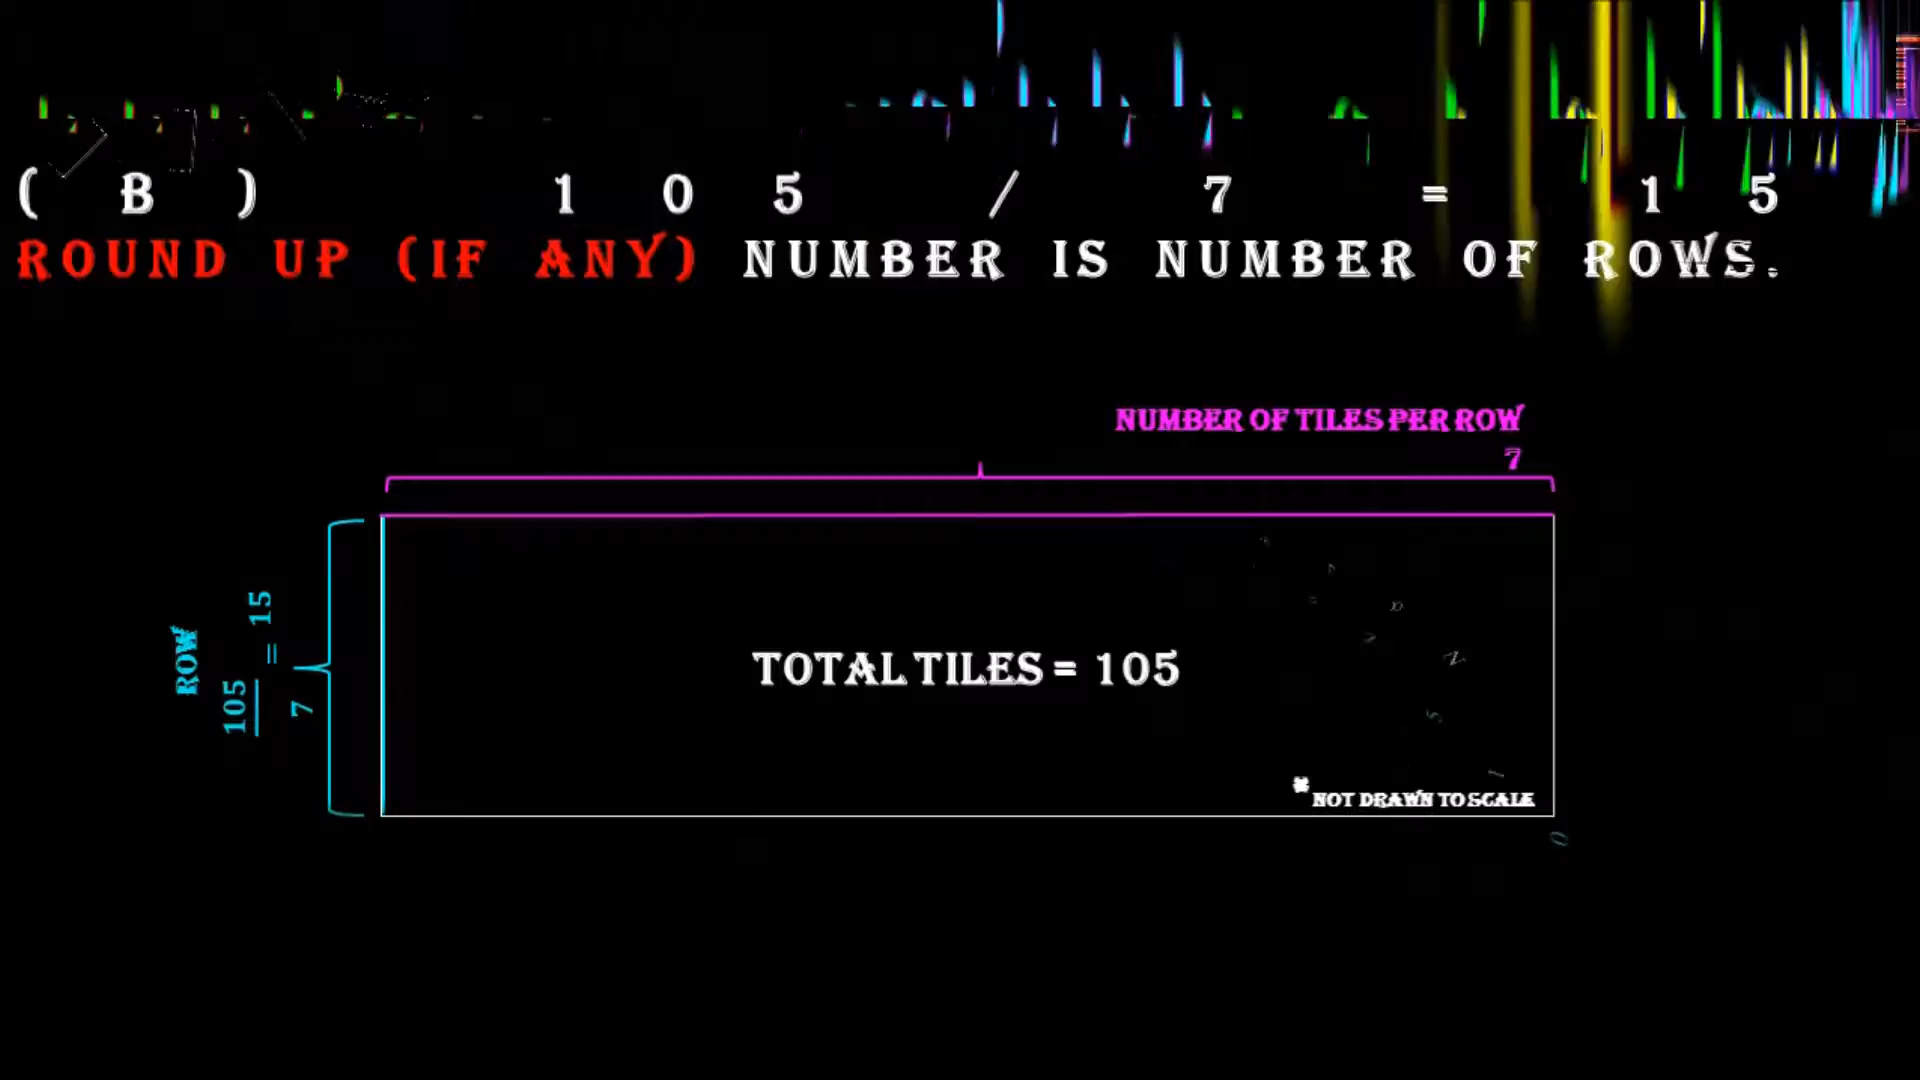 ( B ) 105 / 7 = 15
ROUND UP (IF ANY) NUMBER IS NUMBER OF ROWS.
NUMBER OF TILES PER ROW
7
ROW
105
7
= 15
TOTAL TILES = 105
* NOT DRAWN TO SCALE